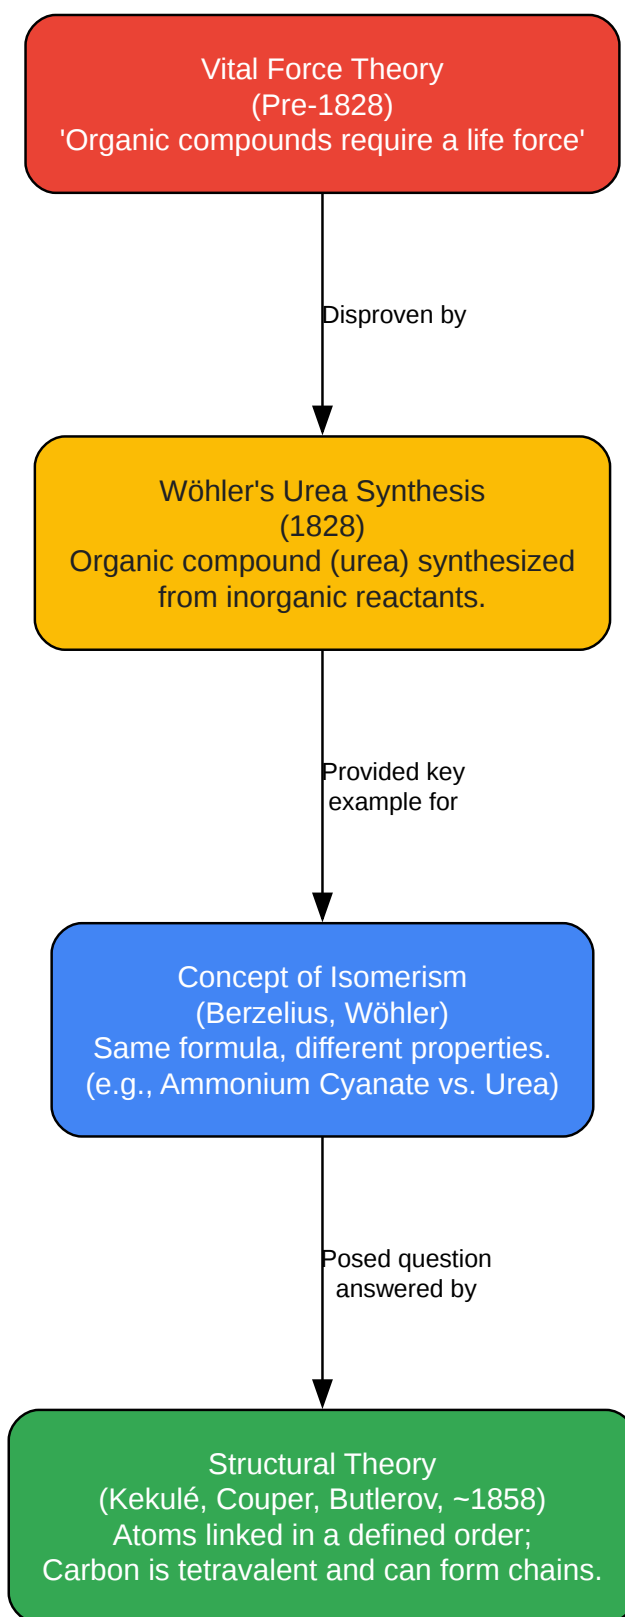 Vital Force Theory
(Pre-1828)
'Organic compounds require a life force'
Disproven by
Wöhler's Urea Synthesis
(1828)
Organic compound (urea) synthesized
from inorganic reactants.
Provided key
example for
Concept of Isomerism
(Berzelius, Wöhler)
Same formula, different properties.
(e.g., Ammonium Cyanate vs. Urea)
Posed question
answered by
Structural Theory
(Kekulé, Couper, Butlerov, ~1858)
Atoms linked in a defined order;
Carbon is tetravalent and can form chains.